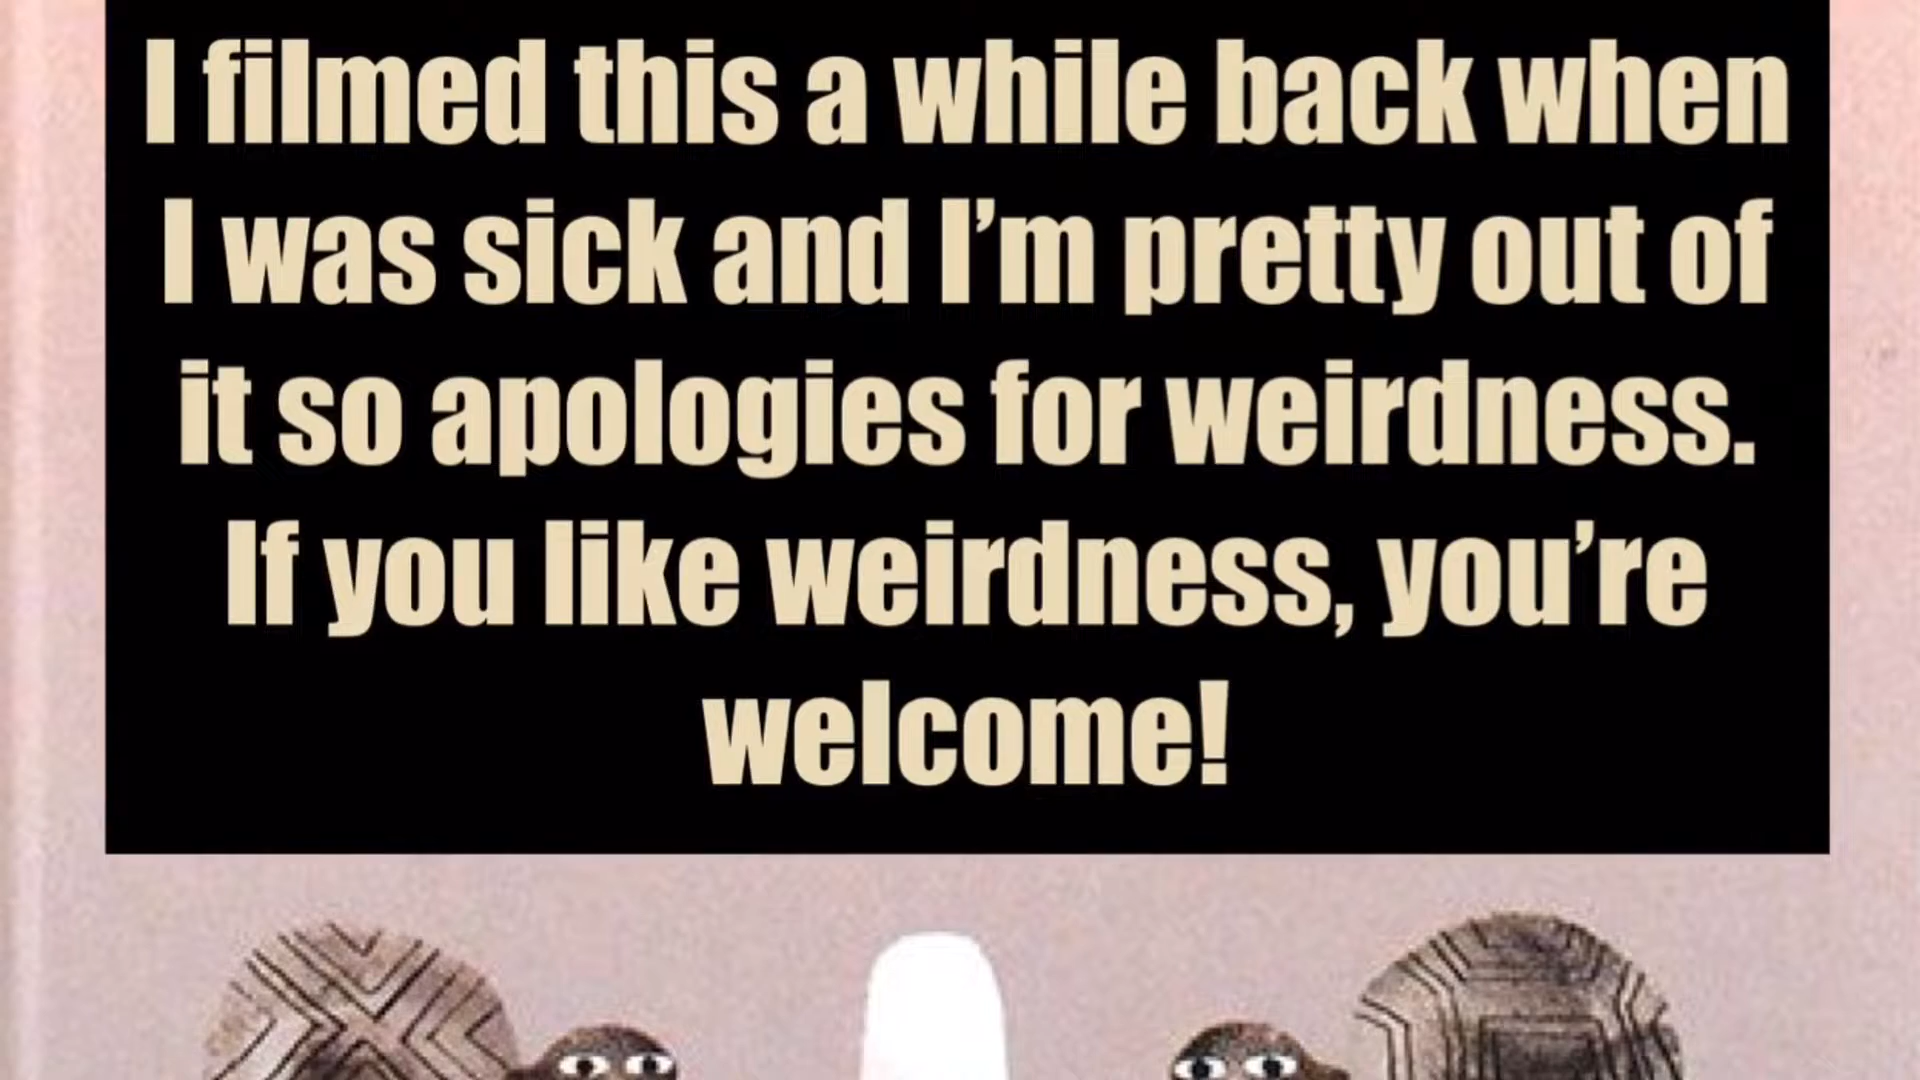 I filmed this a while back when
I was sick and I’m pretty out of
it so apologies for weirdness.
If you like weirdness, you’re
welcome!